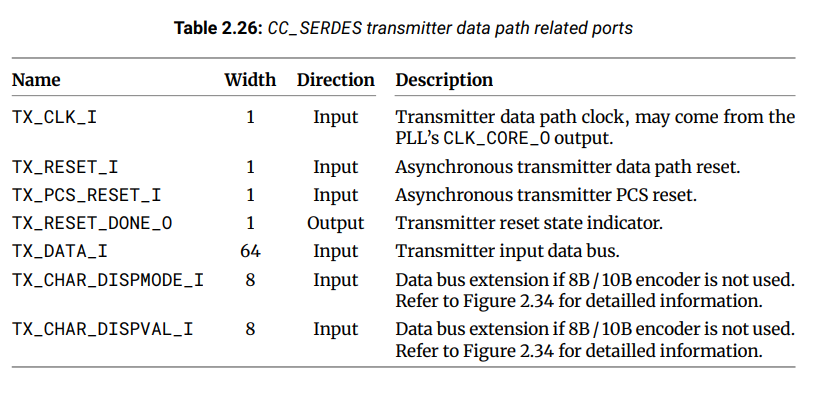 Table 2.26: CC_SERDES transmitter data path related ports
Name Width Direction Description
TX_CLK_I 1 Input Transmitter data path clock, may come from the
PLL's CLK_CORE_O output.
TX_RESET_I 1 Input Asynchronous transmitter data path reset.
TX_PCS_RESET_I 1 Input Asynchronous transmitter PCS reset.
TX_RESET_DONE_O 1 Output Transmitter reset state indicator.
TX_DATA_I 64 Input Transmitter input data bus.
TX_CHAR_DISPMODE_I 8 Input Data bus extension if 8B / 10B encoder is not used.
Refer to Figure 2.34 for detailled information.
TX_CHAR_DISPVAL_I 8 Input Data bus extension if 8B / 10B encoder is not used.
Refer to Figure 2.34 for detailled information.